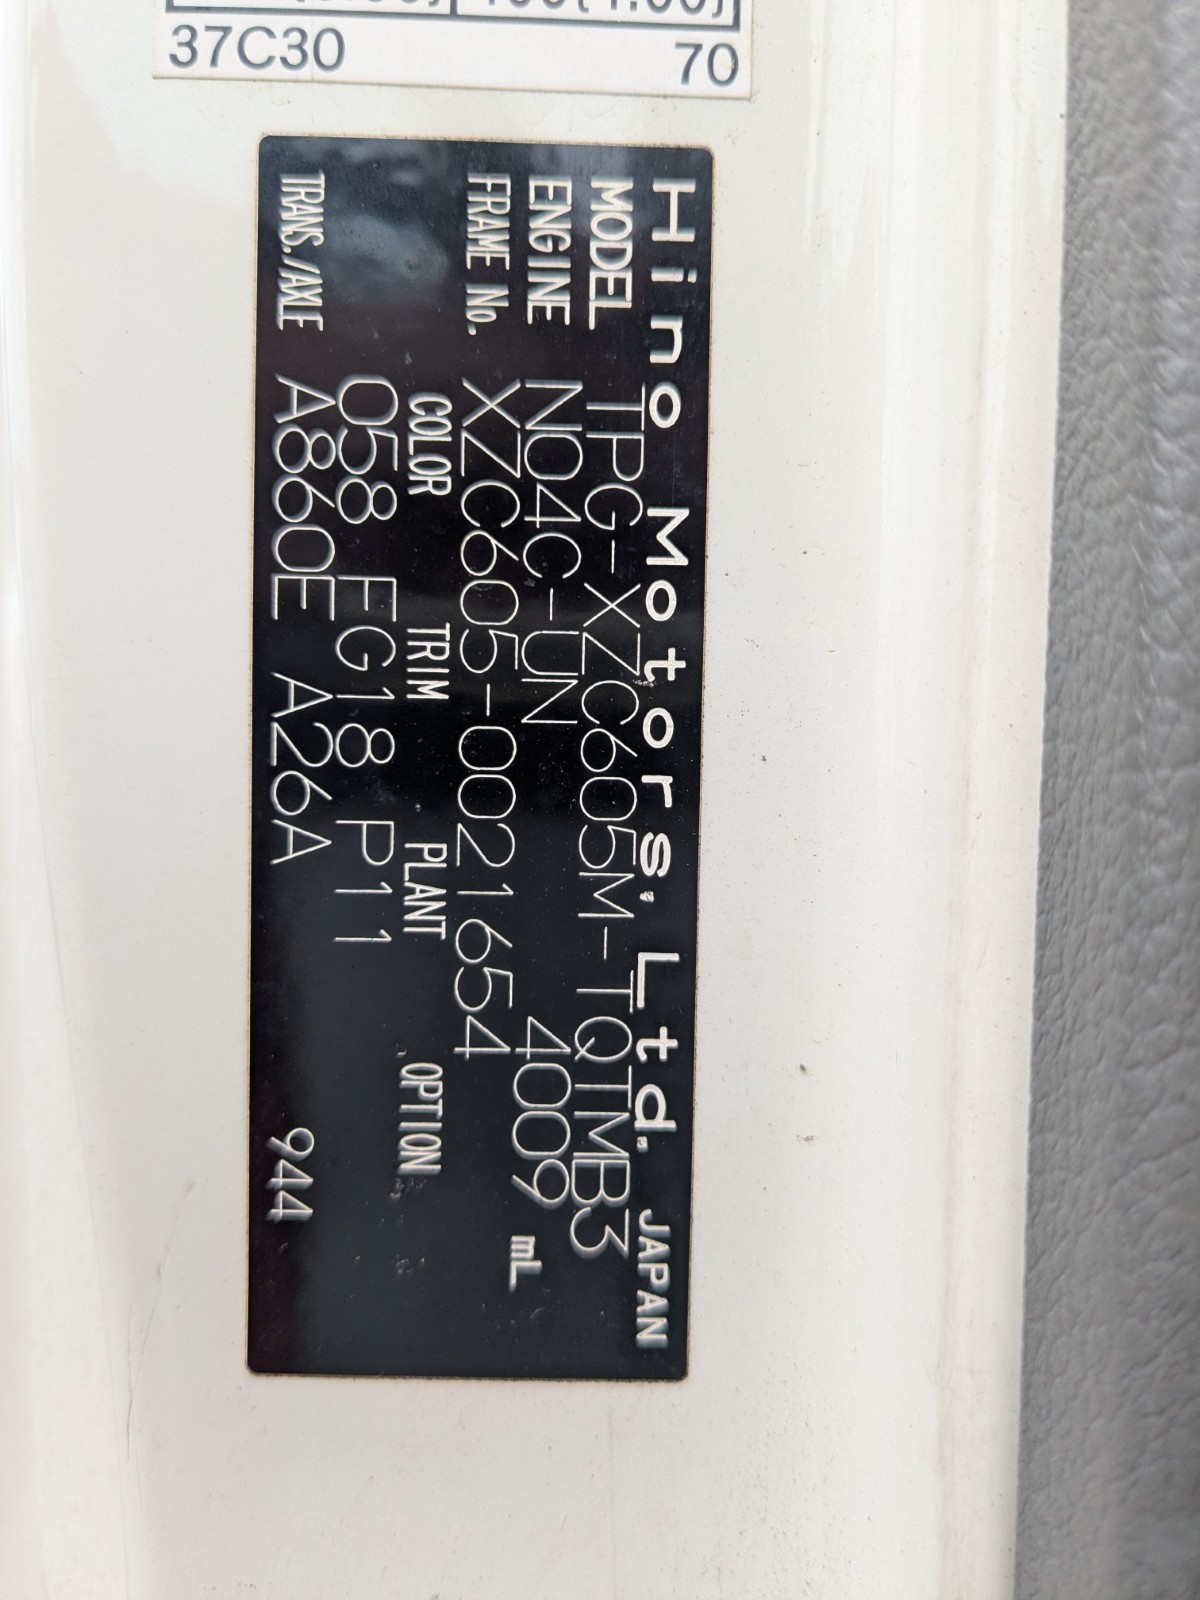 37C30 70
Hino Motors, Ltd. JAPAN
MODEL TPG-XZC605M-TQTMB3
ENGINE N04C-UN 4009 mL
FRAME No. XZC605-0021654
COLOR TRIM PLANT OPTION
058 FG18 P11
TRANS./AXLE A860E A26A 944